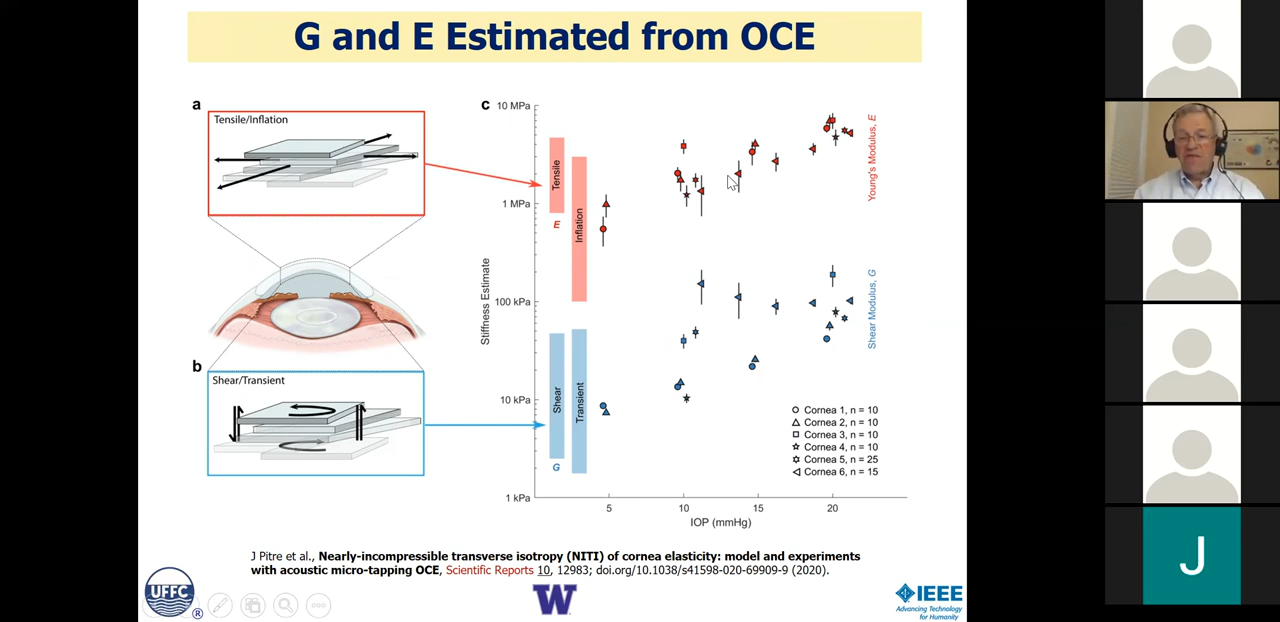 G and E Estimated from OCE
a
Tensile/Inflation
b
Shear/Transient
c
10 MPa
1 MPa
100 kPa
10 kPa
1 kPa
Stiffness Estimate
Tensile
E
Inflation
Shear
G
Transient
Young's Modulus, E
Shear Modulus, G
Cornea 1, n = 10
Cornea 2, n = 10
Cornea 3, n = 10
Cornea 4, n = 10
Cornea 5, n = 25
Cornea 6, n = 15
5
10
15
20
IOP (mmHg)
J Pitre et al., Nearly-incompressible transverse isotropy (NITI) of cornea elasticity: model and experiments
with acoustic micro-tapping OCE, Scientific Reports 10, 12983; doi.org/10.1038/s41598-020-69909-9 (2020).
UFFC
®
W
IEEE
Advancing Technology
for Humanity
J